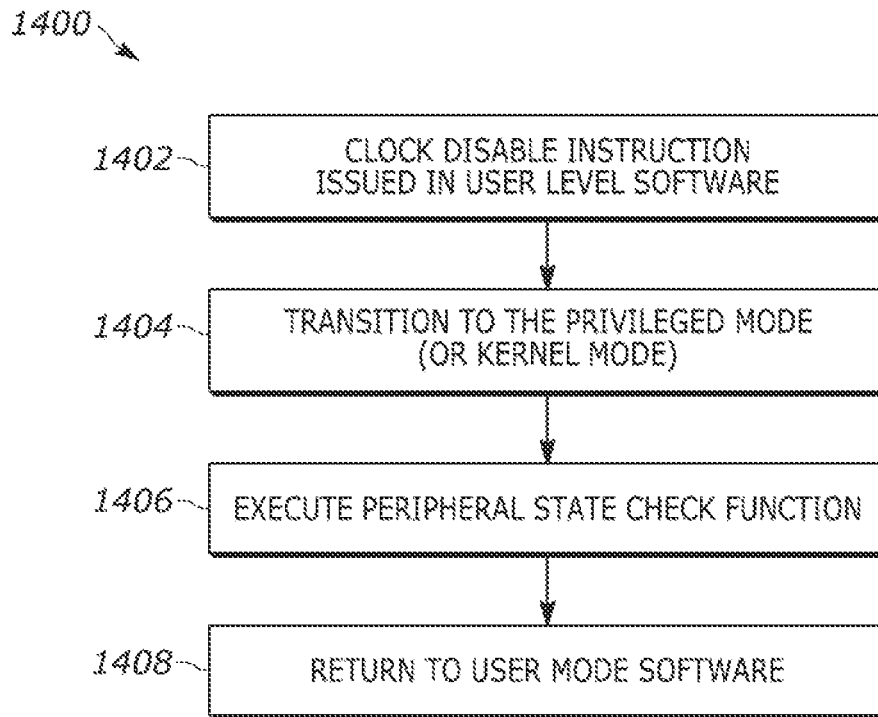 1400
1402
CLOCK DISABLE INSTRUCTION
ISSUED IN USER LEVEL SOFTWARE
1404
TRANSITION TO THE PRIVILEGED MODE
(OR KERNEL MODE)
1406
EXECUTE PERIPHERAL STATE CHECK FUNCTION
1408
RETURN TO USER MODE SOFTWARE